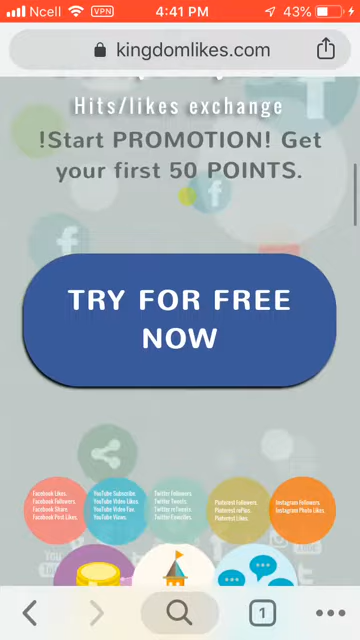 Ncell VPN 4:41 PM 43%
kingdomlikes.com
Hits/likes exchange
!Start PROMOTION! Get
your first 50 POINTS.
TRY FOR FREE
NOW
Facebook Likes.
Facebook Followers.
Facebook Share.
Facebook Post Likes.
YouTube Subscribe.
YouTube Video Likes.
YouTube Video Fav.
YouTube Views.
Twitter Followers.
Twitter Tweets.
Twitter reTweets.
Twitter Favorites.
Pinterest Followers.
Pinterest rePins.
Pinterest Likes.
Instagram Followers.
Instagram Photo Likes.
1